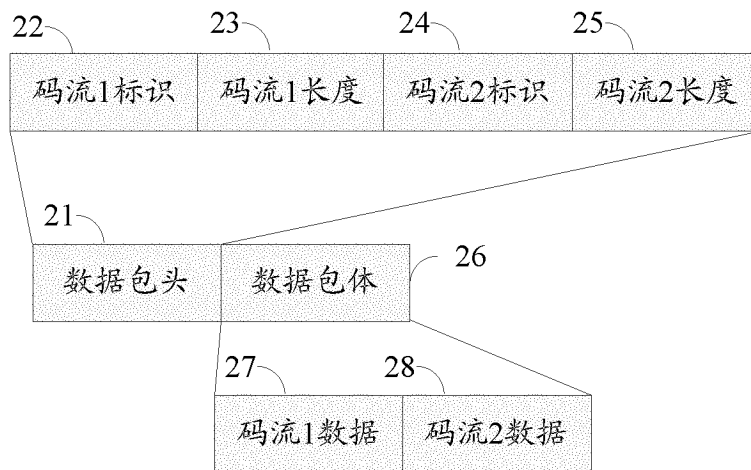 22 23 24 25
码流1标识 码流1长度 码流2标识 码流2长度
21
数据包头 数据包体 26
27 28
码流1数据 码流2数据